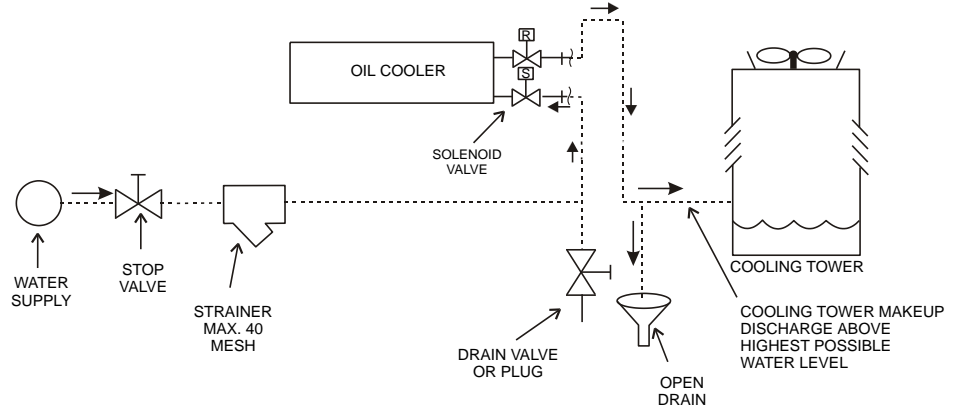 R
OIL COOLER
S
SOLENOID
VALVE
STOP
VALVE
WATER
SUPPLY
STRAINER
MAX. 40
MESH
DRAIN VALVE
OR PLUG
OPEN
DRAIN
COOLING TOWER
COOLING TOWER MAKEUP
DISCHARGE ABOVE
HIGHEST POSSIBLE
WATER LEVEL